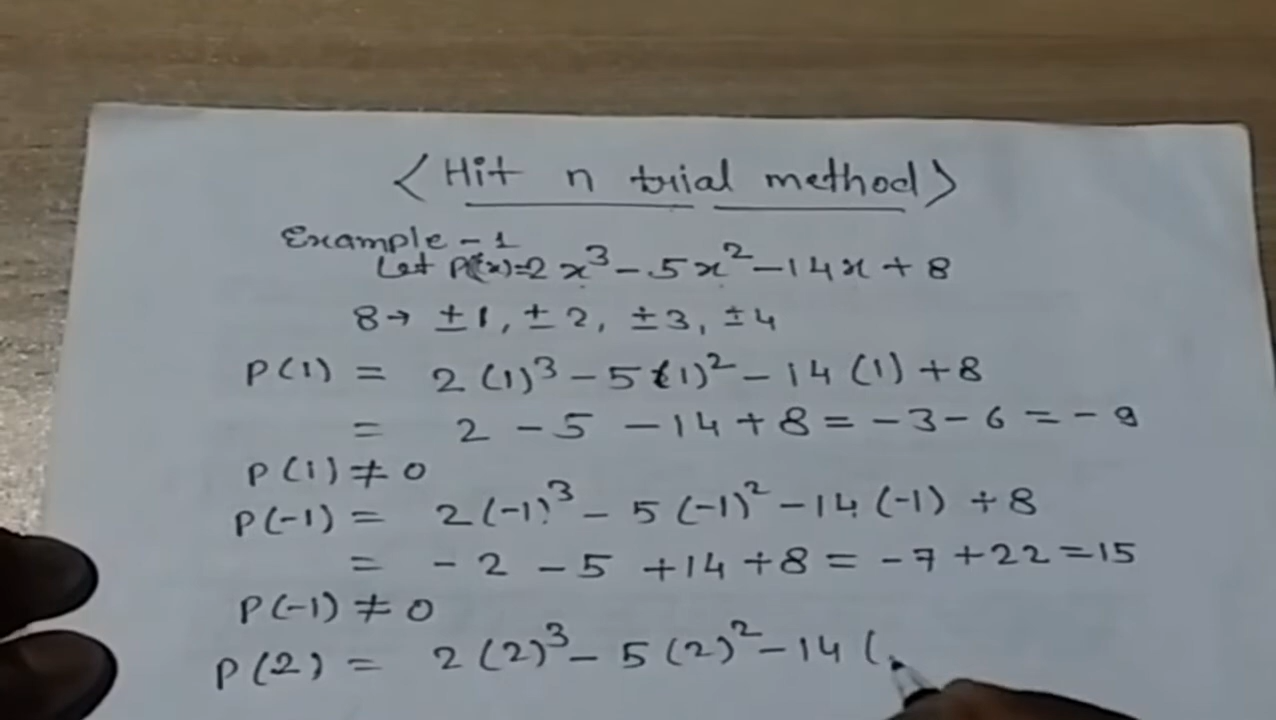 <Hit n trial method>
Example - 1
Let P(x)=2x³ - 5x² - 14x + 8
8→ ±1, ±2, ±3, ±4
P(1) = 2(1)³ - 5(1)² - 14(1) + 8
= 2 - 5 - 14 + 8 = -3 - 6 = -9
P(1) ≠ 0
P(-1) = 2(-1)³ - 5(-1)² - 14(-1) + 8
= -2 - 5 + 14 + 8 = -7 + 22 = 15
P(-1) ≠ 0
P(2) = 2(2)³ - 5(2)² - 14(